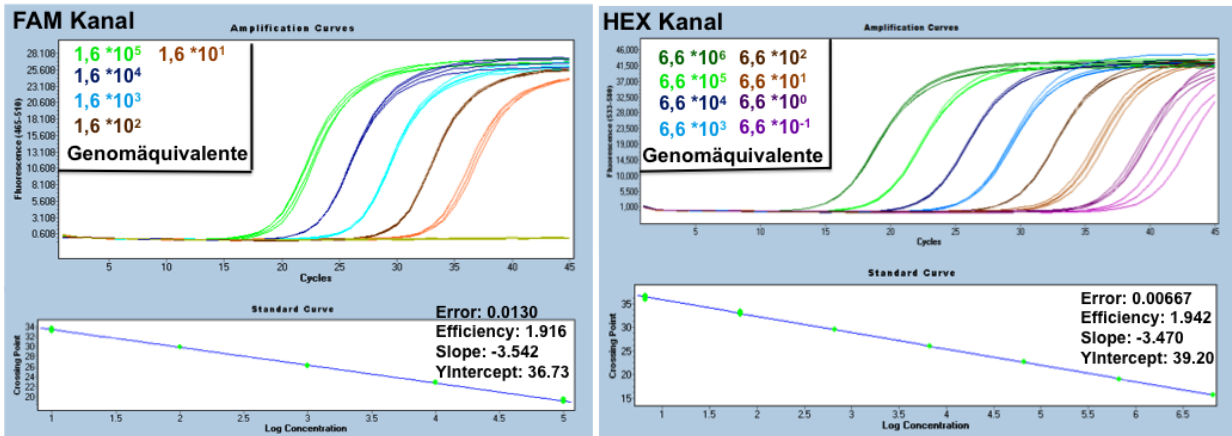 FAM Kanal
Amplification Curves
1,6 *10⁵ 1,6 *10¹
1,6 *10⁴
1,6 *10³
1,6 *10²
Genomäquivalente
Fluorescence (465-510)
28.108
25.608
23.108
20.608
18.108
15.608
13.108
10.608
8.108
5.608
3.108
0.608
5 10 15 20 25 30 35 40 45
Cycles
Standard Curve
Error: 0.0130
Efficiency: 1.916
Slope: -3.542
YIntercept: 36.73
Crossing Point
34
32
30
28
26
24
22
20
1 1.5 2 2.5 3 3.5 4 4.5 5
Log Concentration
HEX Kanal
Amplification Curves
6,6 *10⁶ 6,6 *10²
6,6 *10⁵ 6,6 *10¹
6,6 *10⁴ 6,6 *10⁰
6,6 *10³ 6,6 *10⁻¹
Genomäquivalente
Fluorescence (533-580)
46,000
41,500
37,000
32,500
28,000
23,500
19,000
14,500
10,000
5,500
1,000
5 10 15 20 25 30 35 40 45
Cycles
Standard Curve
Error: 0.00667
Efficiency: 1.942
Slope: -3.470
YIntercept: 39.20
Crossing Point
35
30
25
20
15
1 1.5 2 2.5 3 3.5 4 4.5 5 5.5 6 6.5
Log Concentration